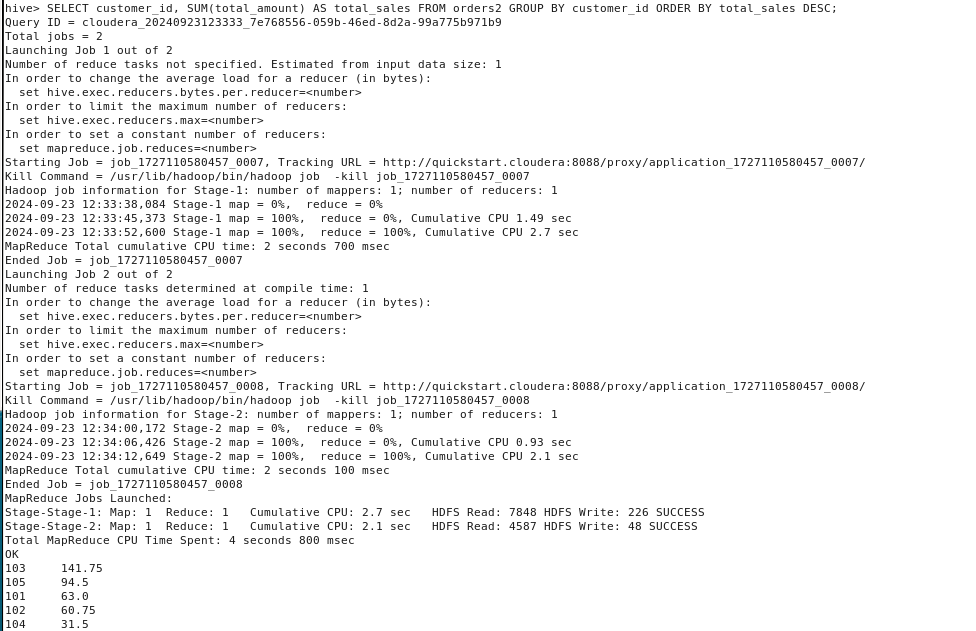 hive> SELECT customer_id, SUM(total_amount) AS total_sales FROM orders2 GROUP BY customer_id ORDER BY total_sales DESC;
Query ID = cloudera_20240923123333_7e768556-059b-46ed-8d2a-99a775b971b9
Total jobs = 2
Launching Job 1 out of 2
Number of reduce tasks not specified. Estimated from input data size: 1
In order to change the average load for a reducer (in bytes):
  set hive.exec.reducers.bytes.per.reducer=<number>
In order to limit the maximum number of reducers:
  set hive.exec.reducers.max=<number>
In order to set a constant number of reducers:
  set mapreduce.job.reduces=<number>
Starting Job = job_1727110580457_0007, Tracking URL = http://quickstart.cloudera:8088/proxy/application_1727110580457_0007/
Kill Command = /usr/lib/hadoop/bin/hadoop job  -kill job_1727110580457_0007
Hadoop job information for Stage-1: number of mappers: 1; number of reducers: 1
2024-09-23 12:33:38,084 Stage-1 map = 0%,  reduce = 0%
2024-09-23 12:33:45,373 Stage-1 map = 100%,  reduce = 0%, Cumulative CPU 1.49 sec
2024-09-23 12:33:52,600 Stage-1 map = 100%,  reduce = 100%, Cumulative CPU 2.7 sec
MapReduce Total cumulative CPU time: 2 seconds 700 msec
Ended Job = job_1727110580457_0007
Launching Job 2 out of 2
Number of reduce tasks determined at compile time: 1
In order to change the average load for a reducer (in bytes):
  set hive.exec.reducers.bytes.per.reducer=<number>
In order to limit the maximum number of reducers:
  set hive.exec.reducers.max=<number>
In order to set a constant number of reducers:
  set mapreduce.job.reduces=<number>
Starting Job = job_1727110580457_0008, Tracking URL = http://quickstart.cloudera:8088/proxy/application_1727110580457_0008/
Kill Command = /usr/lib/hadoop/bin/hadoop job  -kill job_1727110580457_0008
Hadoop job information for Stage-2: number of mappers: 1; number of reducers: 1
2024-09-23 12:34:00,172 Stage-2 map = 0%,  reduce = 0%
2024-09-23 12:34:06,426 Stage-2 map = 100%,  reduce = 0%, Cumulative CPU 0.93 sec
2024-09-23 12:34:12,649 Stage-2 map = 100%,  reduce = 100%, Cumulative CPU 2.1 sec
MapReduce Total cumulative CPU time: 2 seconds 100 msec
Ended Job = job_1727110580457_0008
MapReduce Jobs Launched:
Stage-Stage-1: Map: 1  Reduce: 1   Cumulative CPU: 2.7 sec   HDFS Read: 7848 HDFS Write: 226 SUCCESS
Stage-Stage-2: Map: 1  Reduce: 1   Cumulative CPU: 2.1 sec   HDFS Read: 4587 HDFS Write: 48 SUCCESS
Total MapReduce CPU Time Spent: 4 seconds 800 msec
OK
103     141.75
105     94.5
101     63.0
102     60.75
104     31.5